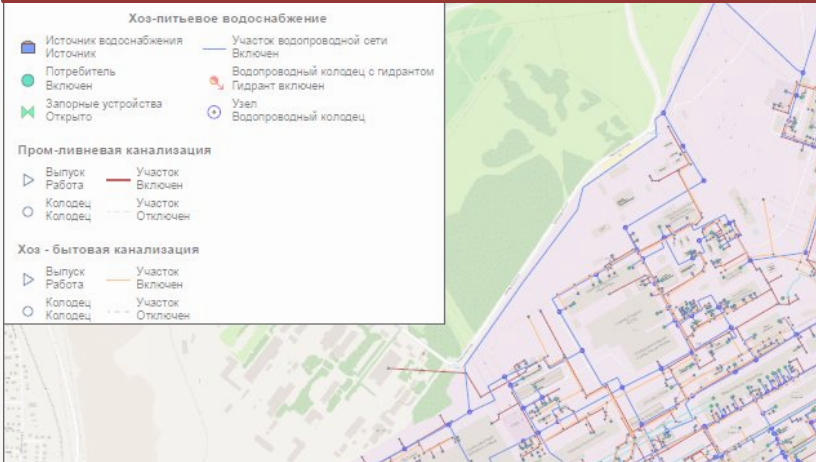 Хоз-питьевое водоснабжение
Источник водоснабжения
Источник
Участок водопроводной сети
Включен
Потребитель
Включен
Водопроводный колодец с гидрантом
Гидрант включен
Запорные устройства
Открыто
Узел
Водопроводный колодец
Пром-ливневая канализация
Выпуск
Работа
Участок
Включен
Колодец
Колодец
Участок
Отключен
Хоз - бытовая канализация
Выпуск
Работа
Участок
Включен
Колодец
Колодец
Участок
Отключен